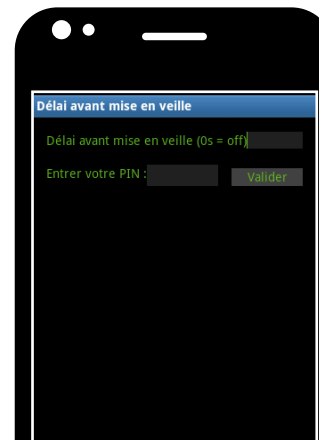 Délai avant mise en veille
Délai avant mise en veille (0s = off)
Entrer votre PIN : Valider